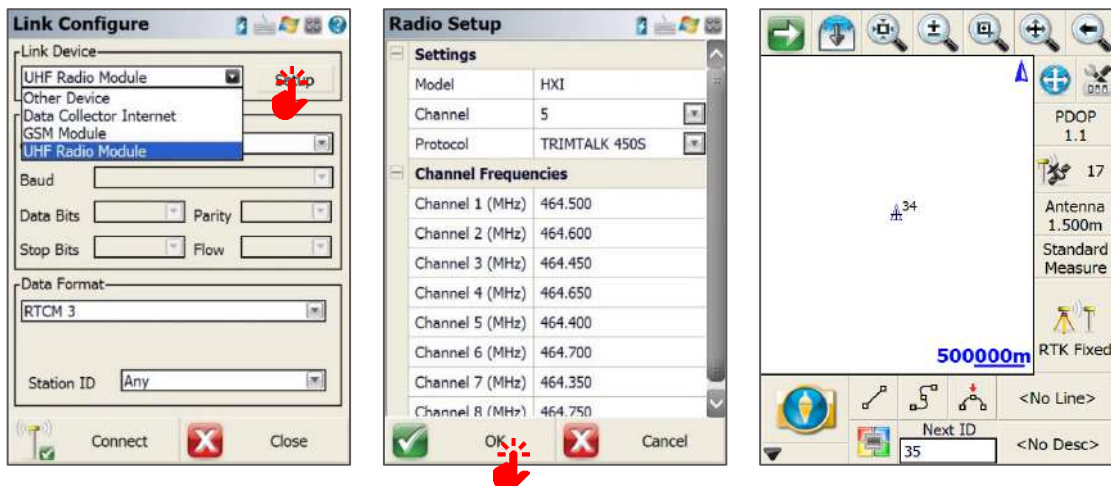 Link Configure
Link Device
UHF Radio Module
Setup
Other Device
Data Collector Internet
GSM Module
UHF Radio Module
Baud
Data Bits
Parity
Stop Bits
Flow
Data Format
RTCM 3
Station ID
Any
Connect
Close
Radio Setup
Settings
Model HXI
Channel 5
Protocol TRIMTALK 450S
Channel Frequencies
Channel 1 (MHz) 464.500
Channel 2 (MHz) 464.600
Channel 3 (MHz) 464.450
Channel 4 (MHz) 464.650
Channel 5 (MHz) 464.400
Channel 6 (MHz) 464.700
Channel 7 (MHz) 464.350
Channel 8 (MHz) 464.750
OK
Cancel
PDOP
1.1
17
34
Antenna
1.500m
Standard
Measure
500000m
RTK Fixed
<No Line>
Next ID
35
<No Desc>